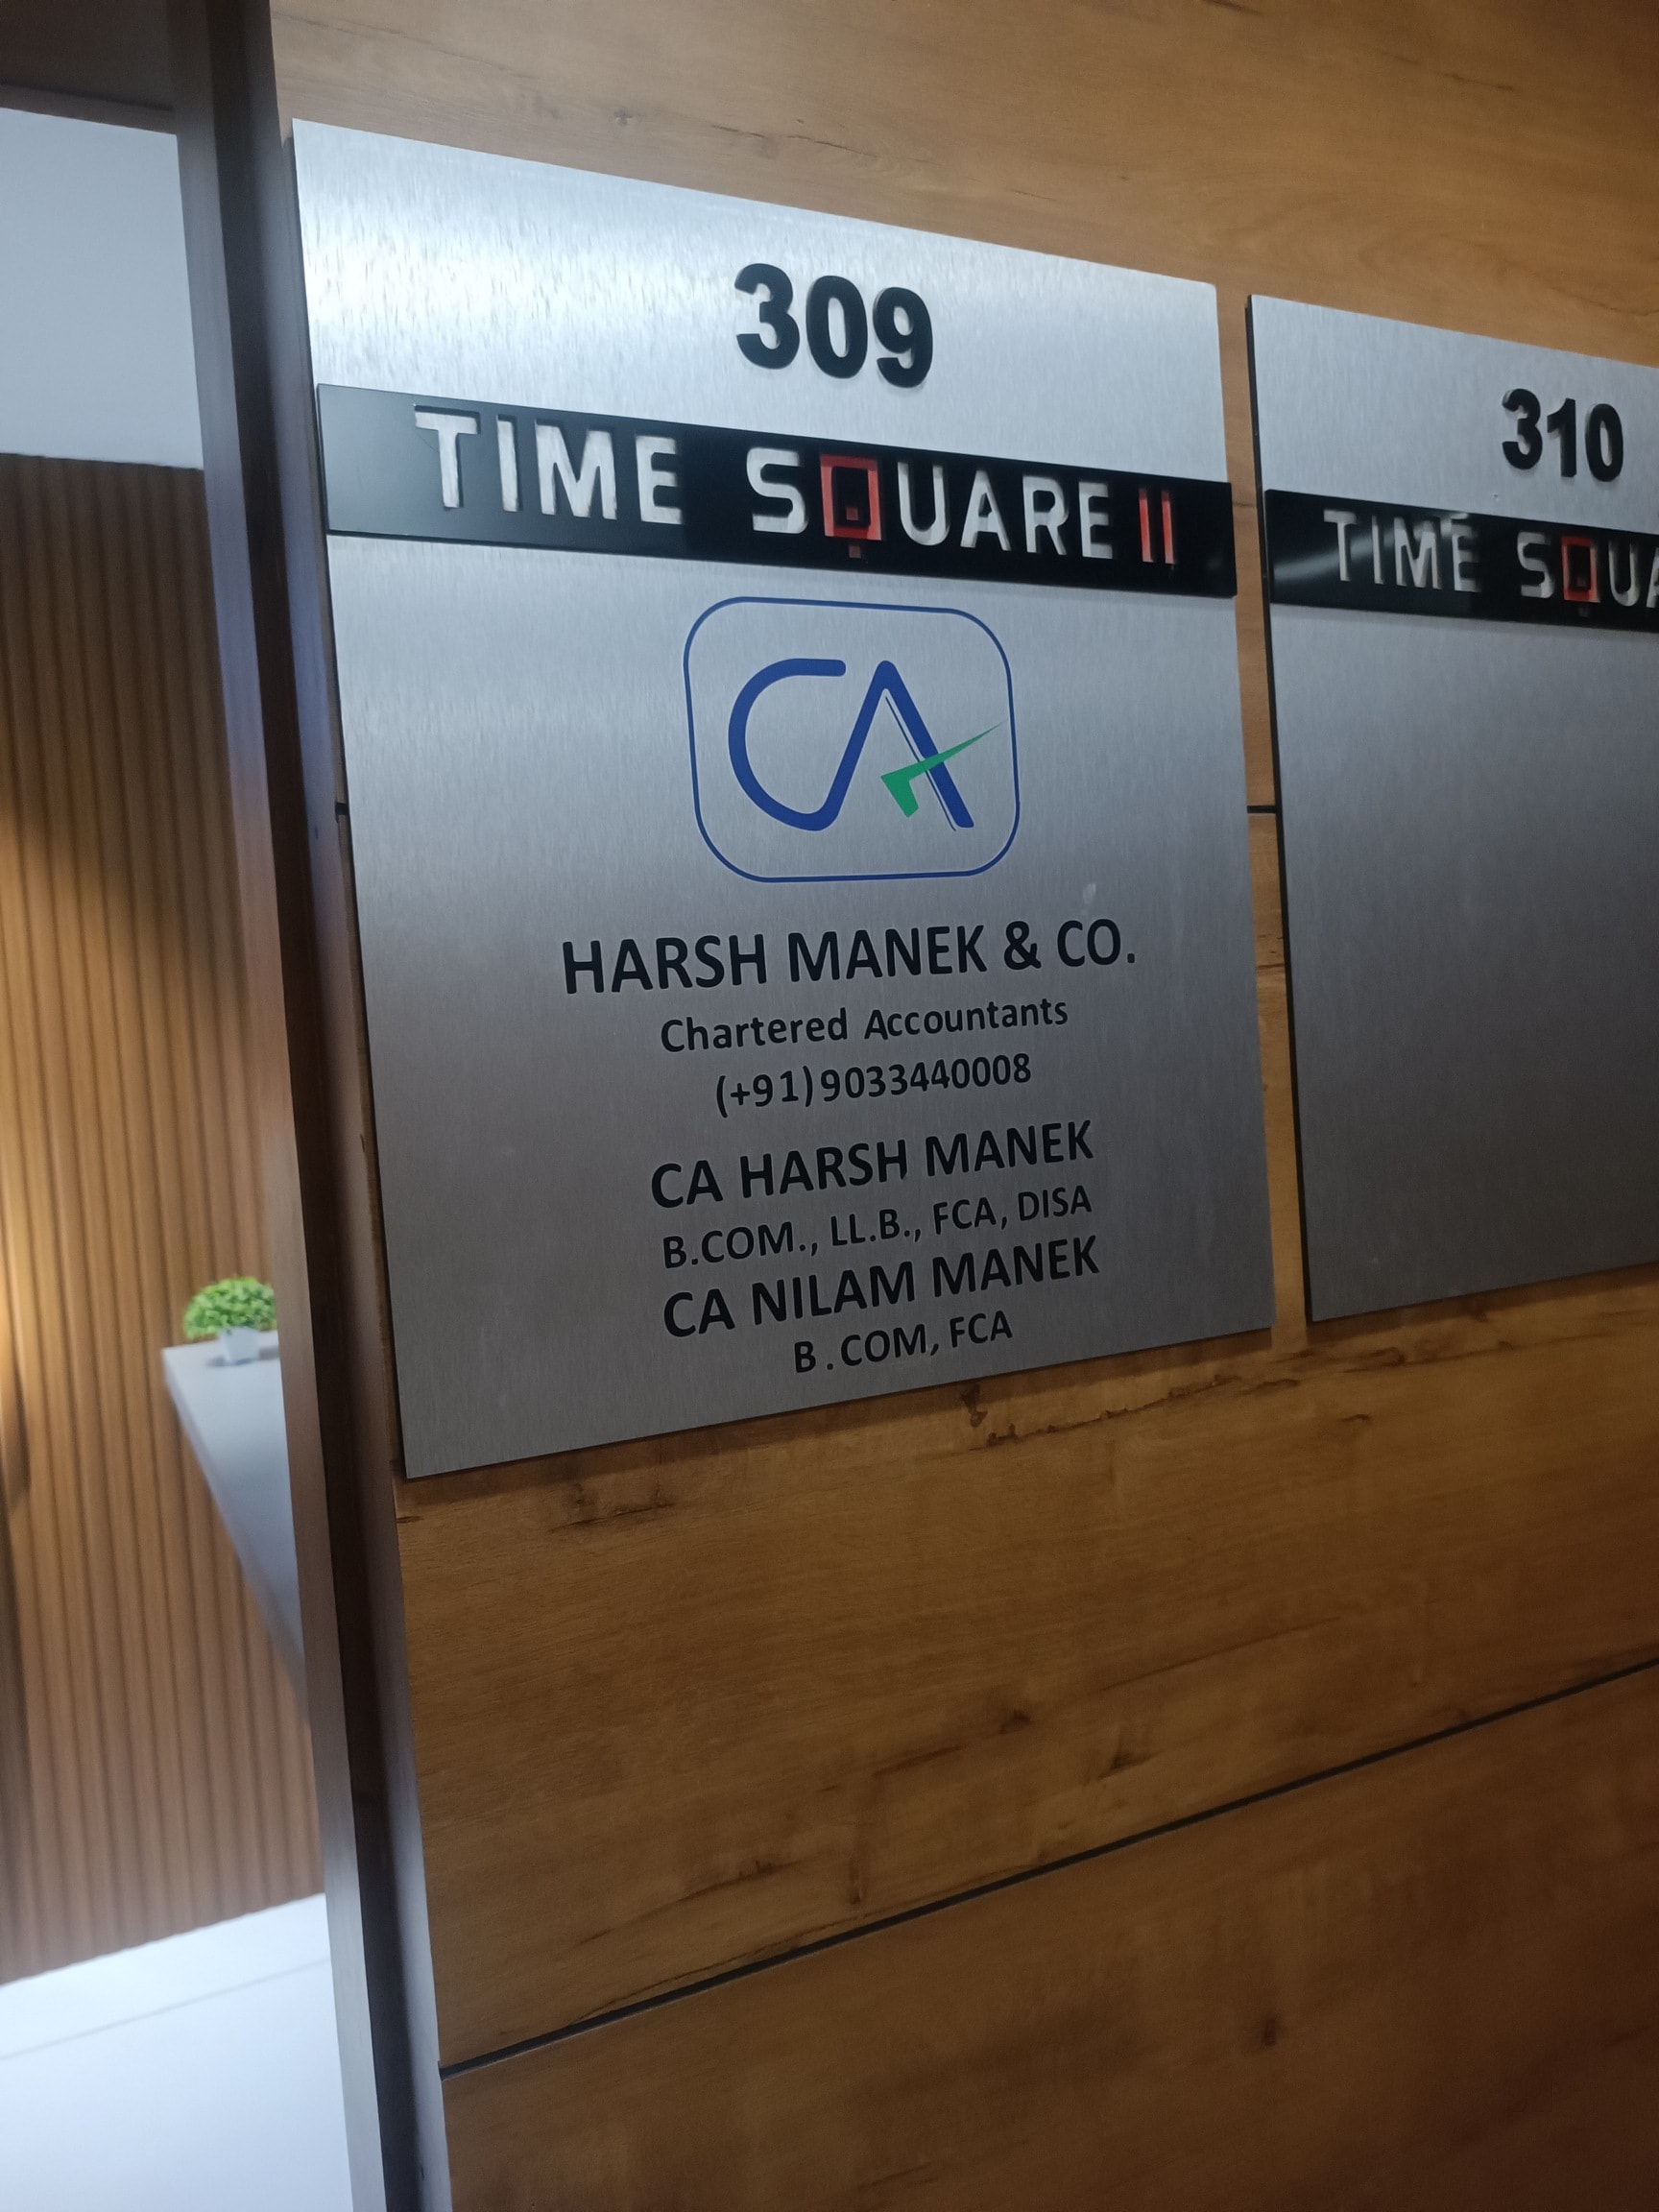 309
TIME SQUARE II
CA
HARSH MANEK & CO.
Chartered Accountants
(+91)9033440008
CA HARSH MANEK
B.COM., LL.B., FCA, DISA
CA NILAM MANEK
B.COM, FCA
310
TIME SQUA